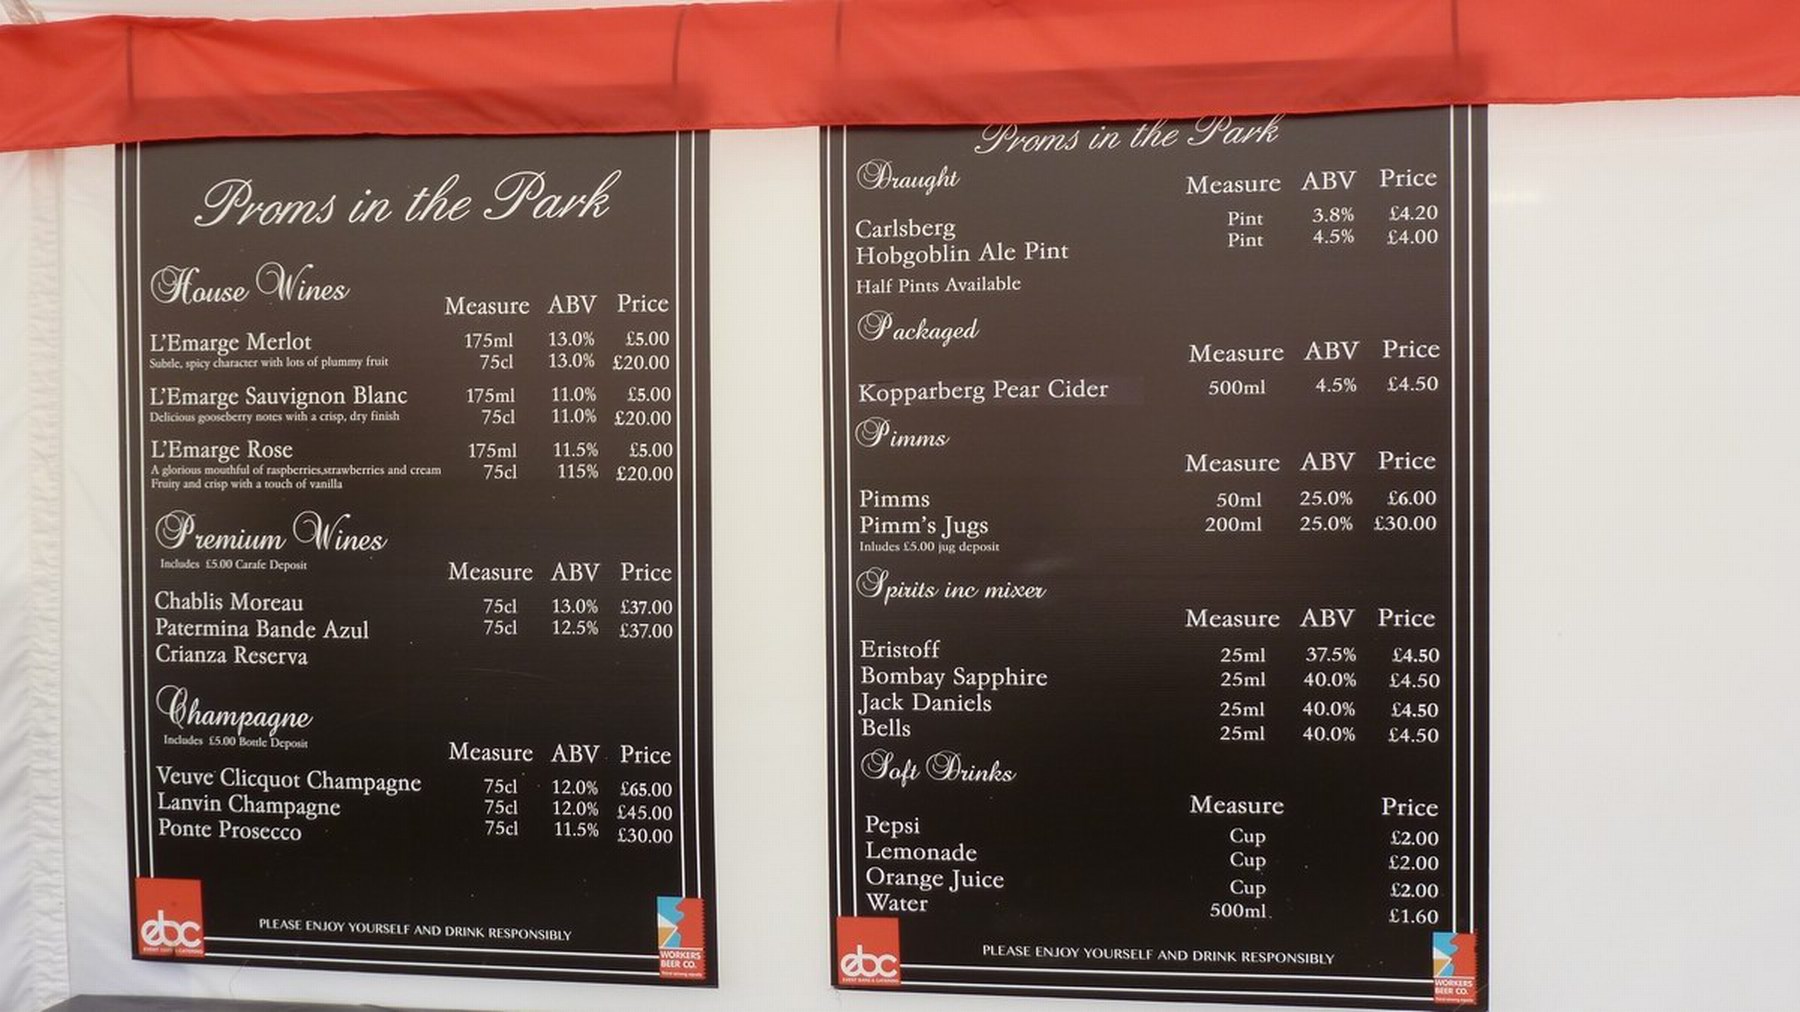 Proms in the Park
House Wines
Measure ABV Price
L'Emarge Merlot 175ml 13.0% £5.00
Subtle, spicy character with lots of plummy fruit 75cl 13.0% £20.00
L'Emarge Sauvignon Blanc 175ml 11.0% £5.00
Delicious gooseberry notes with a crisp, dry finish 75cl 11.0% £20.00
L'Emarge Rose 175ml 11.5% £5.00
A glorious mouthful of raspberries,strawberries and cream 75cl 115% £20.00
Fruity and crisp with a touch of vanilla
Premium Wines
Includes £5.00 Carafe Deposit
Measure ABV Price
Chablis Moreau 75cl 13.0% £37.00
Patermina Bande Azul 75cl 12.5% £37.00
Crianza Reserva
Champagne
Includes £5.00 Bottle Deposit
Measure ABV Price
Veuve Clicquot Champagne 75cl 12.0% £65.00
Lanvin Champagne 75cl 12.0% £45.00
Ponte Prosecco 75cl 11.5% £30.00
ebc
PLEASE ENJOY YOURSELF AND DRINK RESPONSIBLY
WORKERS
BEER CO.
Proms in the Park
Draught
Measure ABV Price
Carlsberg Pint 3.8% £4.20
Hobgoblin Ale Pint Pint 4.5% £4.00
Half Pints Available
Packaged
Measure ABV Price
Kopparberg Pear Cider 500ml 4.5% £4.50
Pimms
Measure ABV Price
Pimms 50ml 25.0% £6.00
Pimm's Jugs 200ml 25.0% £30.00
Inludes £5.00 jug deposit
Spirits inc mixer
Measure ABV Price
Eristoff 25ml 37.5% £4.50
Bombay Sapphire 25ml 40.0% £4.50
Jack Daniels 25ml 40.0% £4.50
Bells 25ml 40.0% £4.50
Soft Drinks
Measure Price
Pepsi Cup £2.00
Lemonade Cup £2.00
Orange Juice Cup £2.00
Water 500ml £1.60
ebc
PLEASE ENJOY YOURSELF AND DRINK RESPONSIBLY
WORKERS
BEER CO.